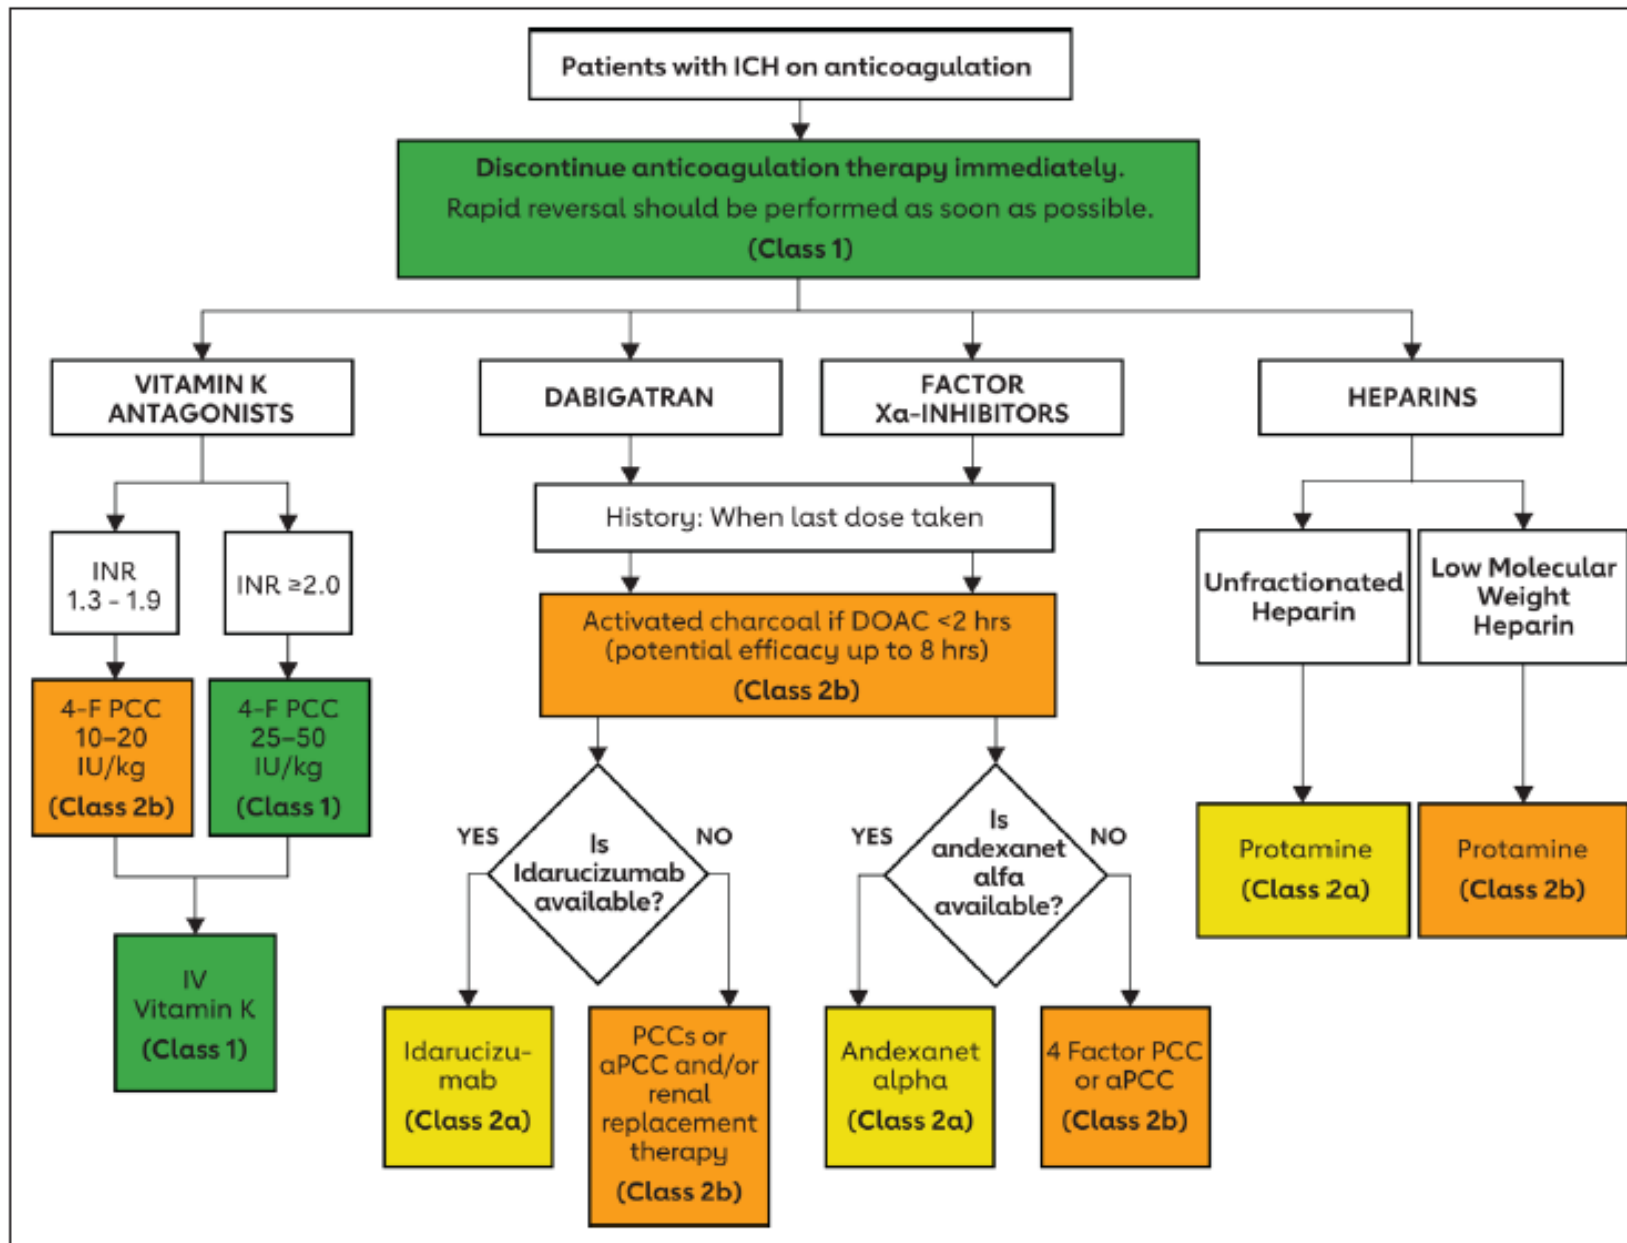 Patients with ICH on anticoagulation
Discontinue anticoagulation therapy immediately.
Rapid reversal should be performed as soon as possible.
(Class 1)
VITAMIN K
ANTAGONISTS
DABIGATRAN
FACTOR
Xa-INHIBITORS
HEPARINS
INR
1.3 - 1.9
INR ≥2.0
History: When last dose taken
Unfractionated
Heparin
Low Molecular
Weight
Heparin
4-F PCC
10–20
IU/kg
(Class 2b)
4-F PCC
25–50
IU/kg
(Class 1)
Activated charcoal if DOAC <2 hrs
(potential efficacy up to 8 hrs)
(Class 2b)
YES
Is
Idarucizumab
available?
NO
YES
Is
andexanet
alfa
available?
NO
Protamine
(Class 2a)
Protamine
(Class 2b)
IV
Vitamin K
(Class 1)
Idarucizu-
mab
(Class 2a)
PCCs or
aPCC and/or
renal
replacement
therapy
(Class 2b)
Andexanet
alpha
(Class 2a)
4 Factor PCC
or aPCC
(Class 2b)